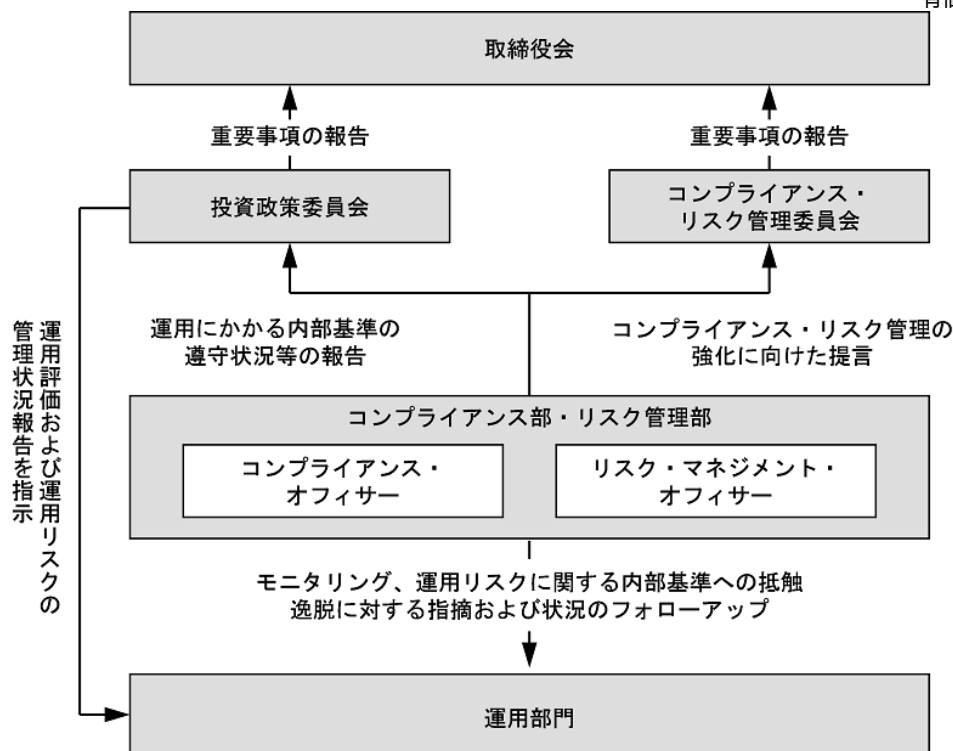 取締役会
重要事項の報告
重要事項の報告
投資政策委員会
コンプライアンス・
リスク管理委員会
運用にかかる内部基準の
遵守状況等の報告
コンプライアンス・リスク管理の
強化に向けた提言
運用評価および運用リスクの
管理状況報告を指示
コンプライアンス部・リスク管理部
コンプライアンス・
オフィサー
リスク・マネジメント・
オフィサー
モニタリング、運用リスクに関する内部基準への抵触
逸脱に対する指摘および状況のフォローアップ
運用部門